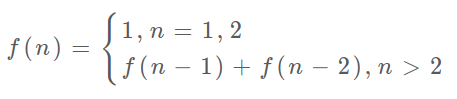 f(n) = { 1, n = 1, 2
f(n − 1) + f(n − 2), n > 2